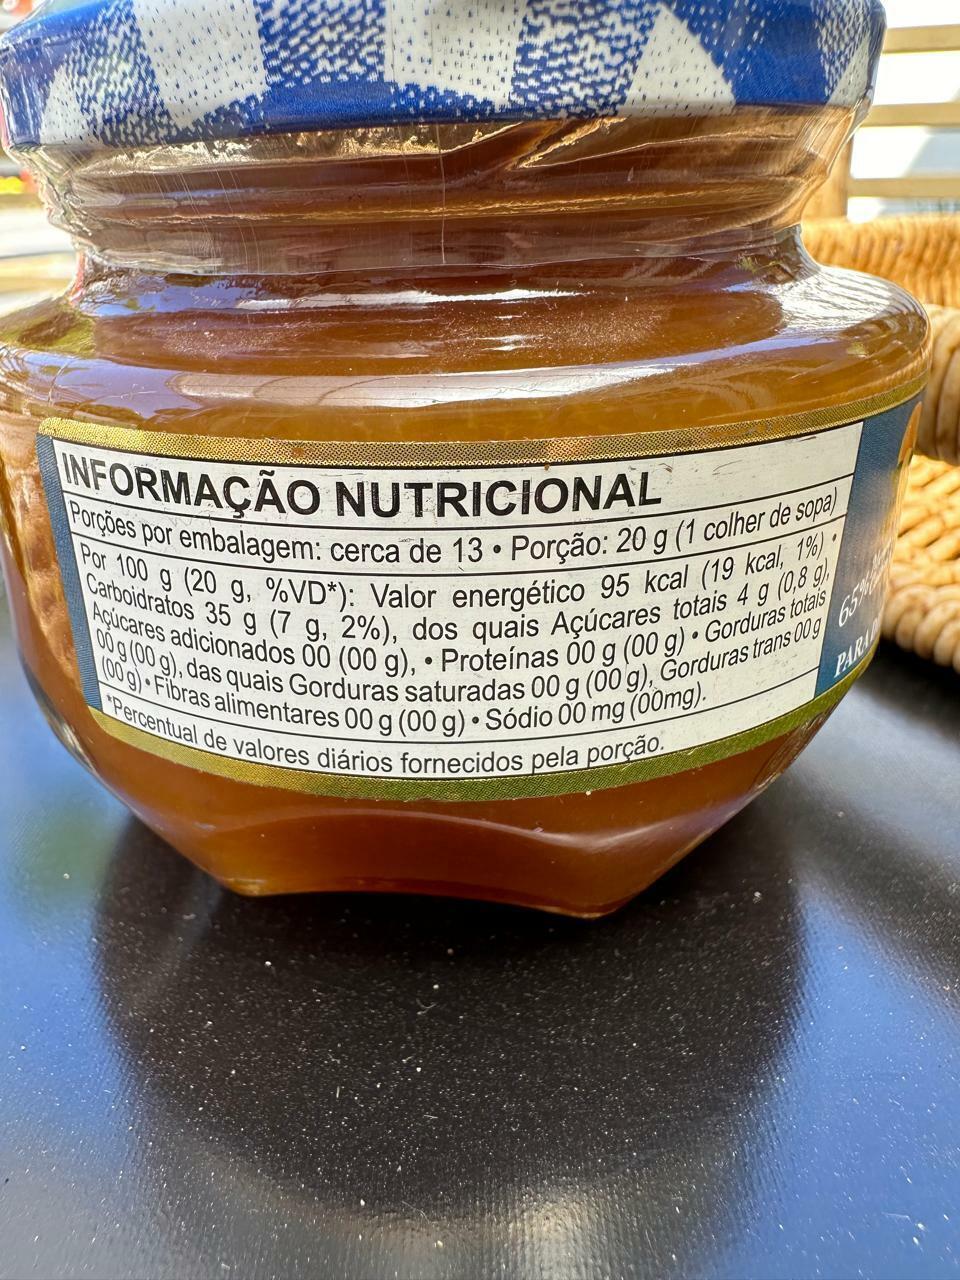 INFORMAÇÃO NUTRICIONAL
Porções por embalagem: cerca de 13 • Porção: 20 g (1 colher de sopa)
Por 100 g (20 g, %VD*): Valor energético 95 kcal (19 kcal, 1%) •
Carboidratos 35 g (7 g, 2%), dos quais Açúcares totais 4 g (0,8 g),
Açúcares adicionados 00 (00 g), • Proteínas 00 g (00 g) • Gorduras totais
00 g (00 g), das quais Gorduras saturadas 00 g (00 g), Gorduras trans 00 g
(00 g) • Fibras alimentares 00 g (00 g) • Sódio 00 mg (00mg).
*Percentual de valores diários fornecidos pela porção.
65%
PARA